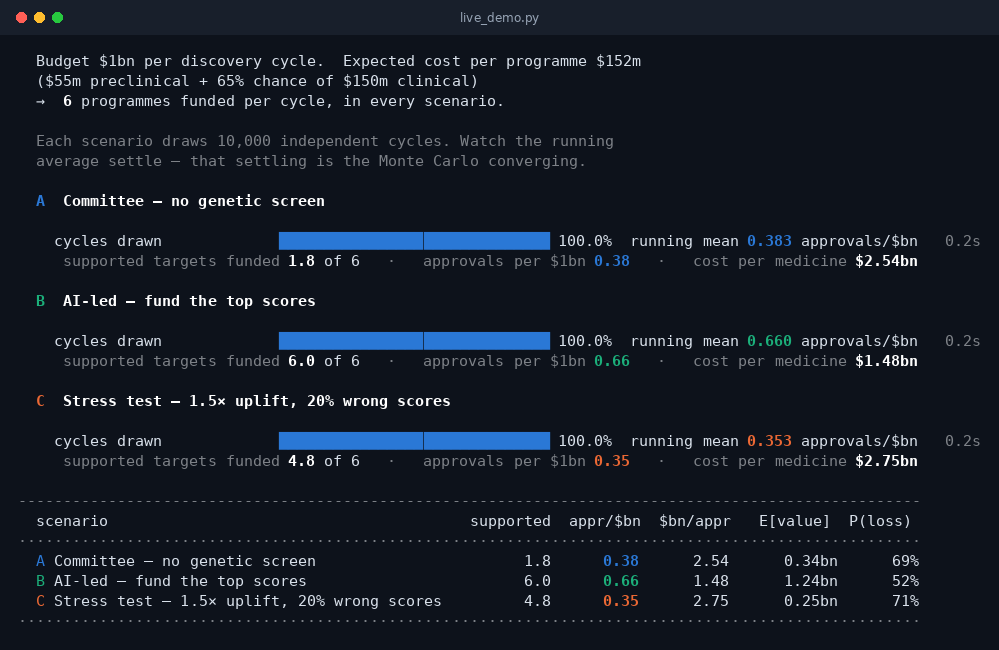 live_demo.py
Budget $1bn per discovery cycle.  Expected cost per programme $152m
($55m preclinical + 65% chance of $150m clinical)
→  6 programmes funded per cycle, in every scenario.
Each scenario draws 10,000 independent cycles. Watch the running
average settle — that settling is the Monte Carlo converging.
A  Committee — no genetic screen
cycles drawn 100.0%  running mean 0.383 approvals/$bn   0.2s
supported targets funded 1.8 of 6   ·   approvals per $1bn 0.38   ·   cost per medicine $2.54bn
B  AI-led — fund the top scores
cycles drawn 100.0%  running mean 0.660 approvals/$bn   0.2s
supported targets funded 6.0 of 6   ·   approvals per $1bn 0.66   ·   cost per medicine $1.48bn
C  Stress test — 1.5× uplift, 20% wrong scores
cycles drawn 100.0%  running mean 0.353 approvals/$bn   0.2s
supported targets funded 4.8 of 6   ·   approvals per $1bn 0.35   ·   cost per medicine $2.75bn
scenario   supported  appr/$bn  $bn/appr   E[value]  P(loss)
A Committee — no genetic screen   1.8   0.38   2.54   0.34bn   69%
B AI-led — fund the top scores   6.0   0.66   1.48   1.24bn   52%
C Stress test — 1.5× uplift, 20% wrong scores   4.8   0.35   2.75   0.25bn   71%